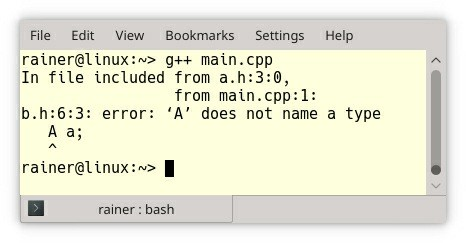 File Edit View Bookmarks Settings Help
rainer@linux:~> g++ main.cpp
In file included from a.h:3:0,
                 from main.cpp:1:
b.h:6:3: error: ‘A’ does not name a type
   A a;
   ^
rainer@linux:~>
rainer : bash